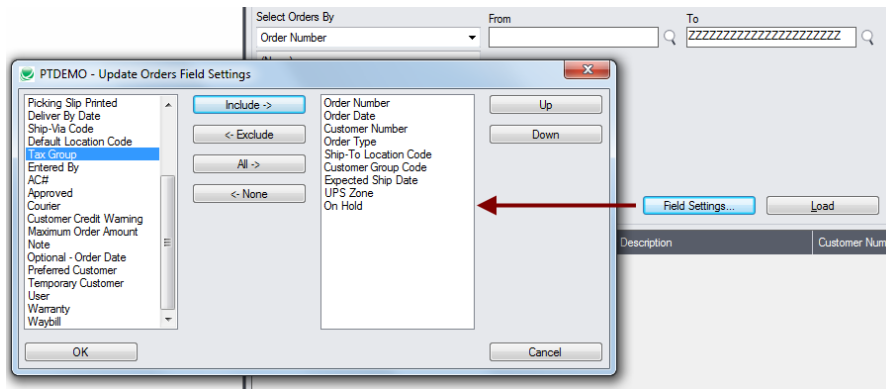 Select Orders By
From
To
Order Number
ZZZZZZZZZZZZZZZZZZZZZZ
PTDEMO - Update Orders Field Settings
Picking Slip Printed
Deliver By Date
Ship-Via Code
Default Location Code
Tax Group
Entered By
AC#
Approved
Courier
Customer Credit Warning
Maximum Order Amount
Note
Optional - Order Date
Preferred Customer
Temporary Customer
User
Warranty
Waybill
Include ->
<- Exclude
All ->
<- None
Order Number
Order Date
Customer Number
Order Type
Ship-To Location Code
Customer Group Code
Expected Ship Date
UPS Zone
On Hold
Up
Down
OK
Cancel
Field Settings...
Load
Description
Customer Num